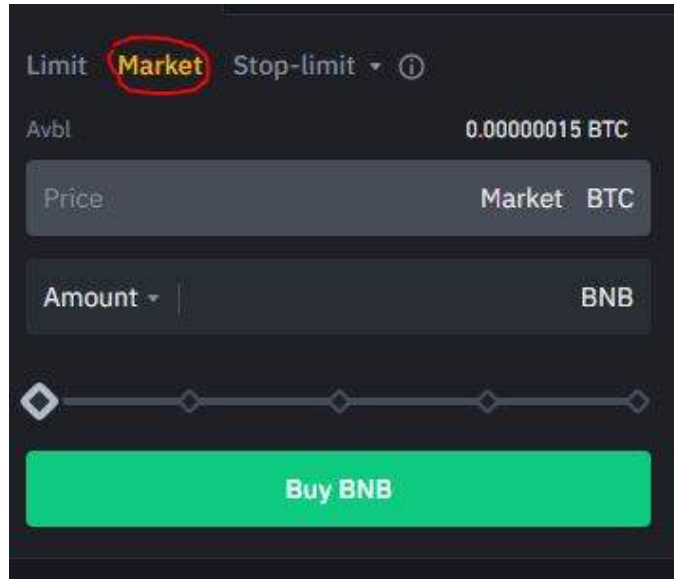 Limit Market Stop-limit
Avbl 0.00000015 BTC
Price Market BTC
Amount BNB
Buy BNB